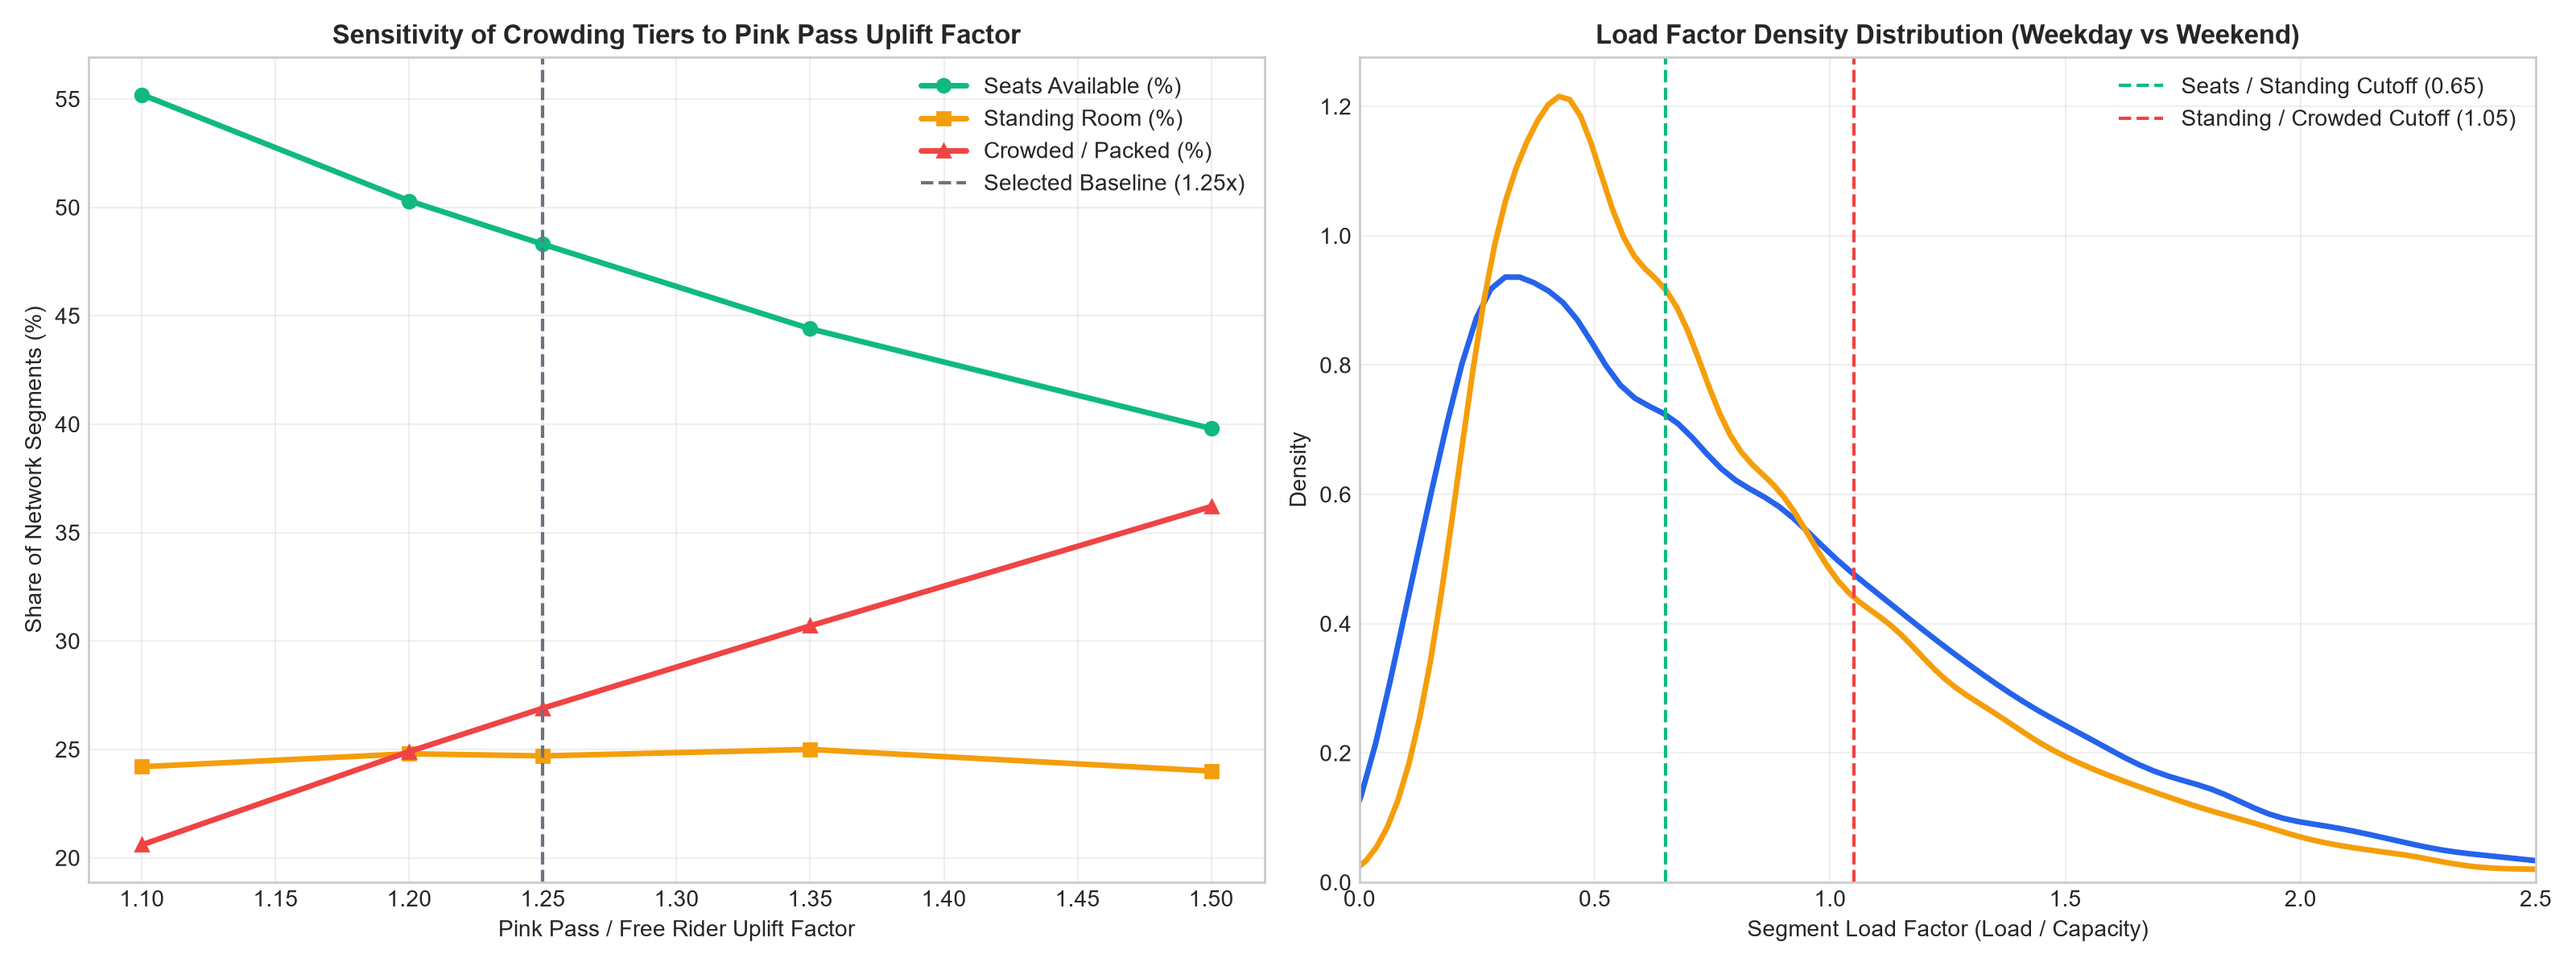 Sensitivity of Crowding Tiers to Pink Pass Uplift Factor
Seats Available (%)
Standing Room (%)
Crowded / Packed (%)
Selected Baseline (1.25x)
Share of Network Segments (%)
55
50
45
40
35
30
25
20
1.10 1.15 1.20 1.25 1.30 1.35 1.40 1.45 1.50
Pink Pass / Free Rider Uplift Factor
Load Factor Density Distribution (Weekday vs Weekend)
Seats / Standing Cutoff (0.65)
Standing / Crowded Cutoff (1.05)
Density
1.2
1.0
0.8
0.6
0.4
0.2
0.0
0.0 0.5 1.0 1.5 2.0 2.5
Segment Load Factor (Load / Capacity)